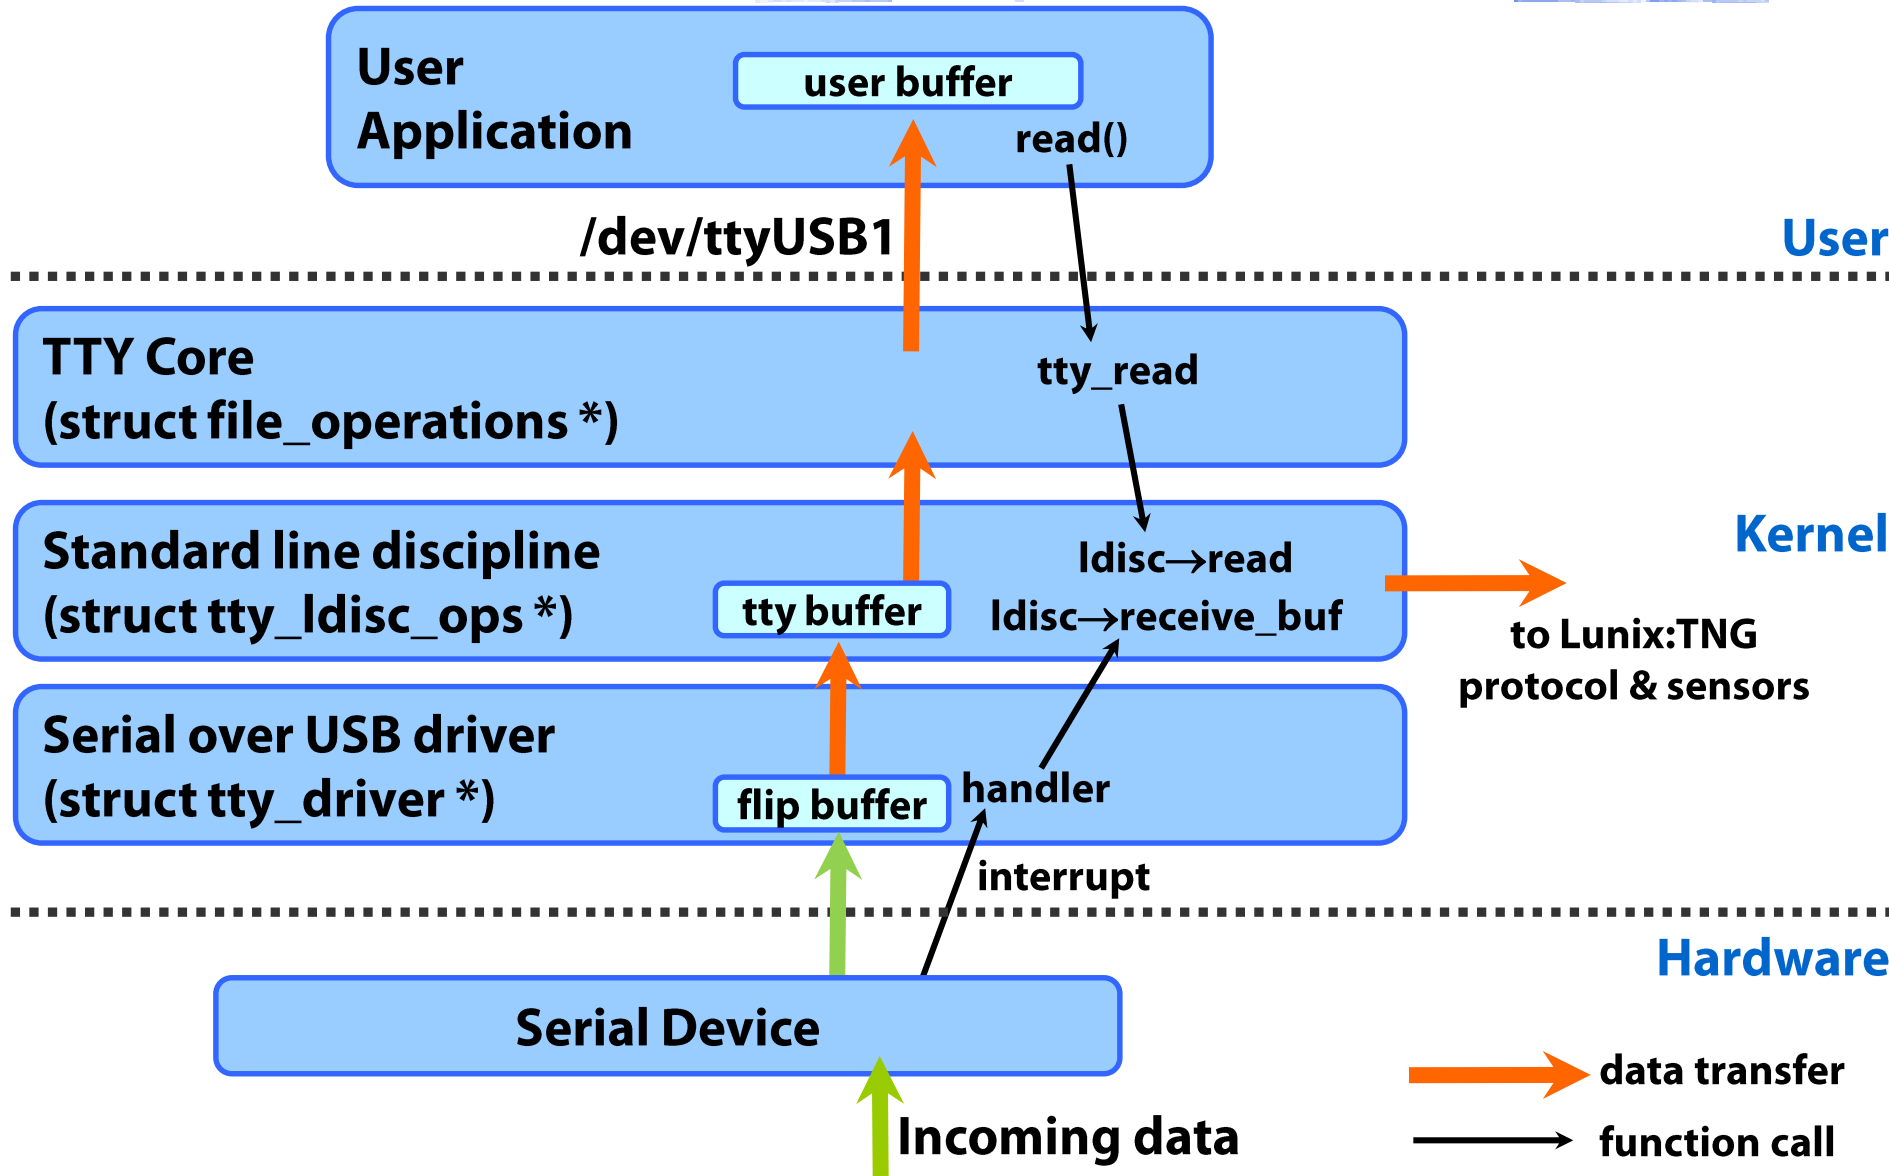 User
Application
user buffer
read()
/dev/ttyUSB1
User
TTY Core
(struct file_operations *)
tty_read
Standard line discipline
(struct tty_ldisc_ops *)
tty buffer
ldisc→read
ldisc→receive_buf
Kernel
to Lunix:TNG
protocol & sensors
Serial over USB driver
(struct tty_driver *)
flip buffer
handler
interrupt
Hardware
Serial Device
Incoming data
data transfer
function call